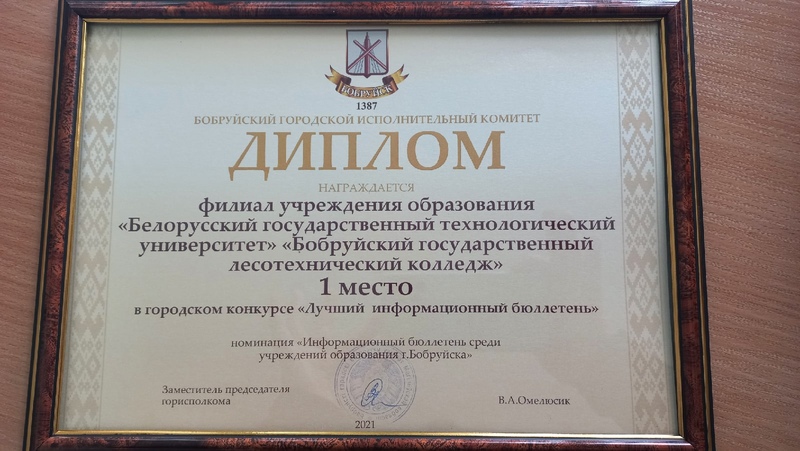 БОБРУЙСК
1387
БОБРУЙСКИЙ ГОРОДСКОЙ ИСПОЛНИТЕЛЬНЫЙ КОМИТЕТ
ДИПЛОМ
НАГРАЖДАЕТСЯ
филиал учреждения образования
«Белорусский государственный технологический
университет» «Бобруйский государственный
лесотехнический колледж»
1 место
в городском конкурсе «Лучший информационный бюллетень»
номинация «Информационный бюллетень среди
учреждений образования г.Бобруйска»
Заместитель председателя
горисполкома
В.А.Омелюсик
2021